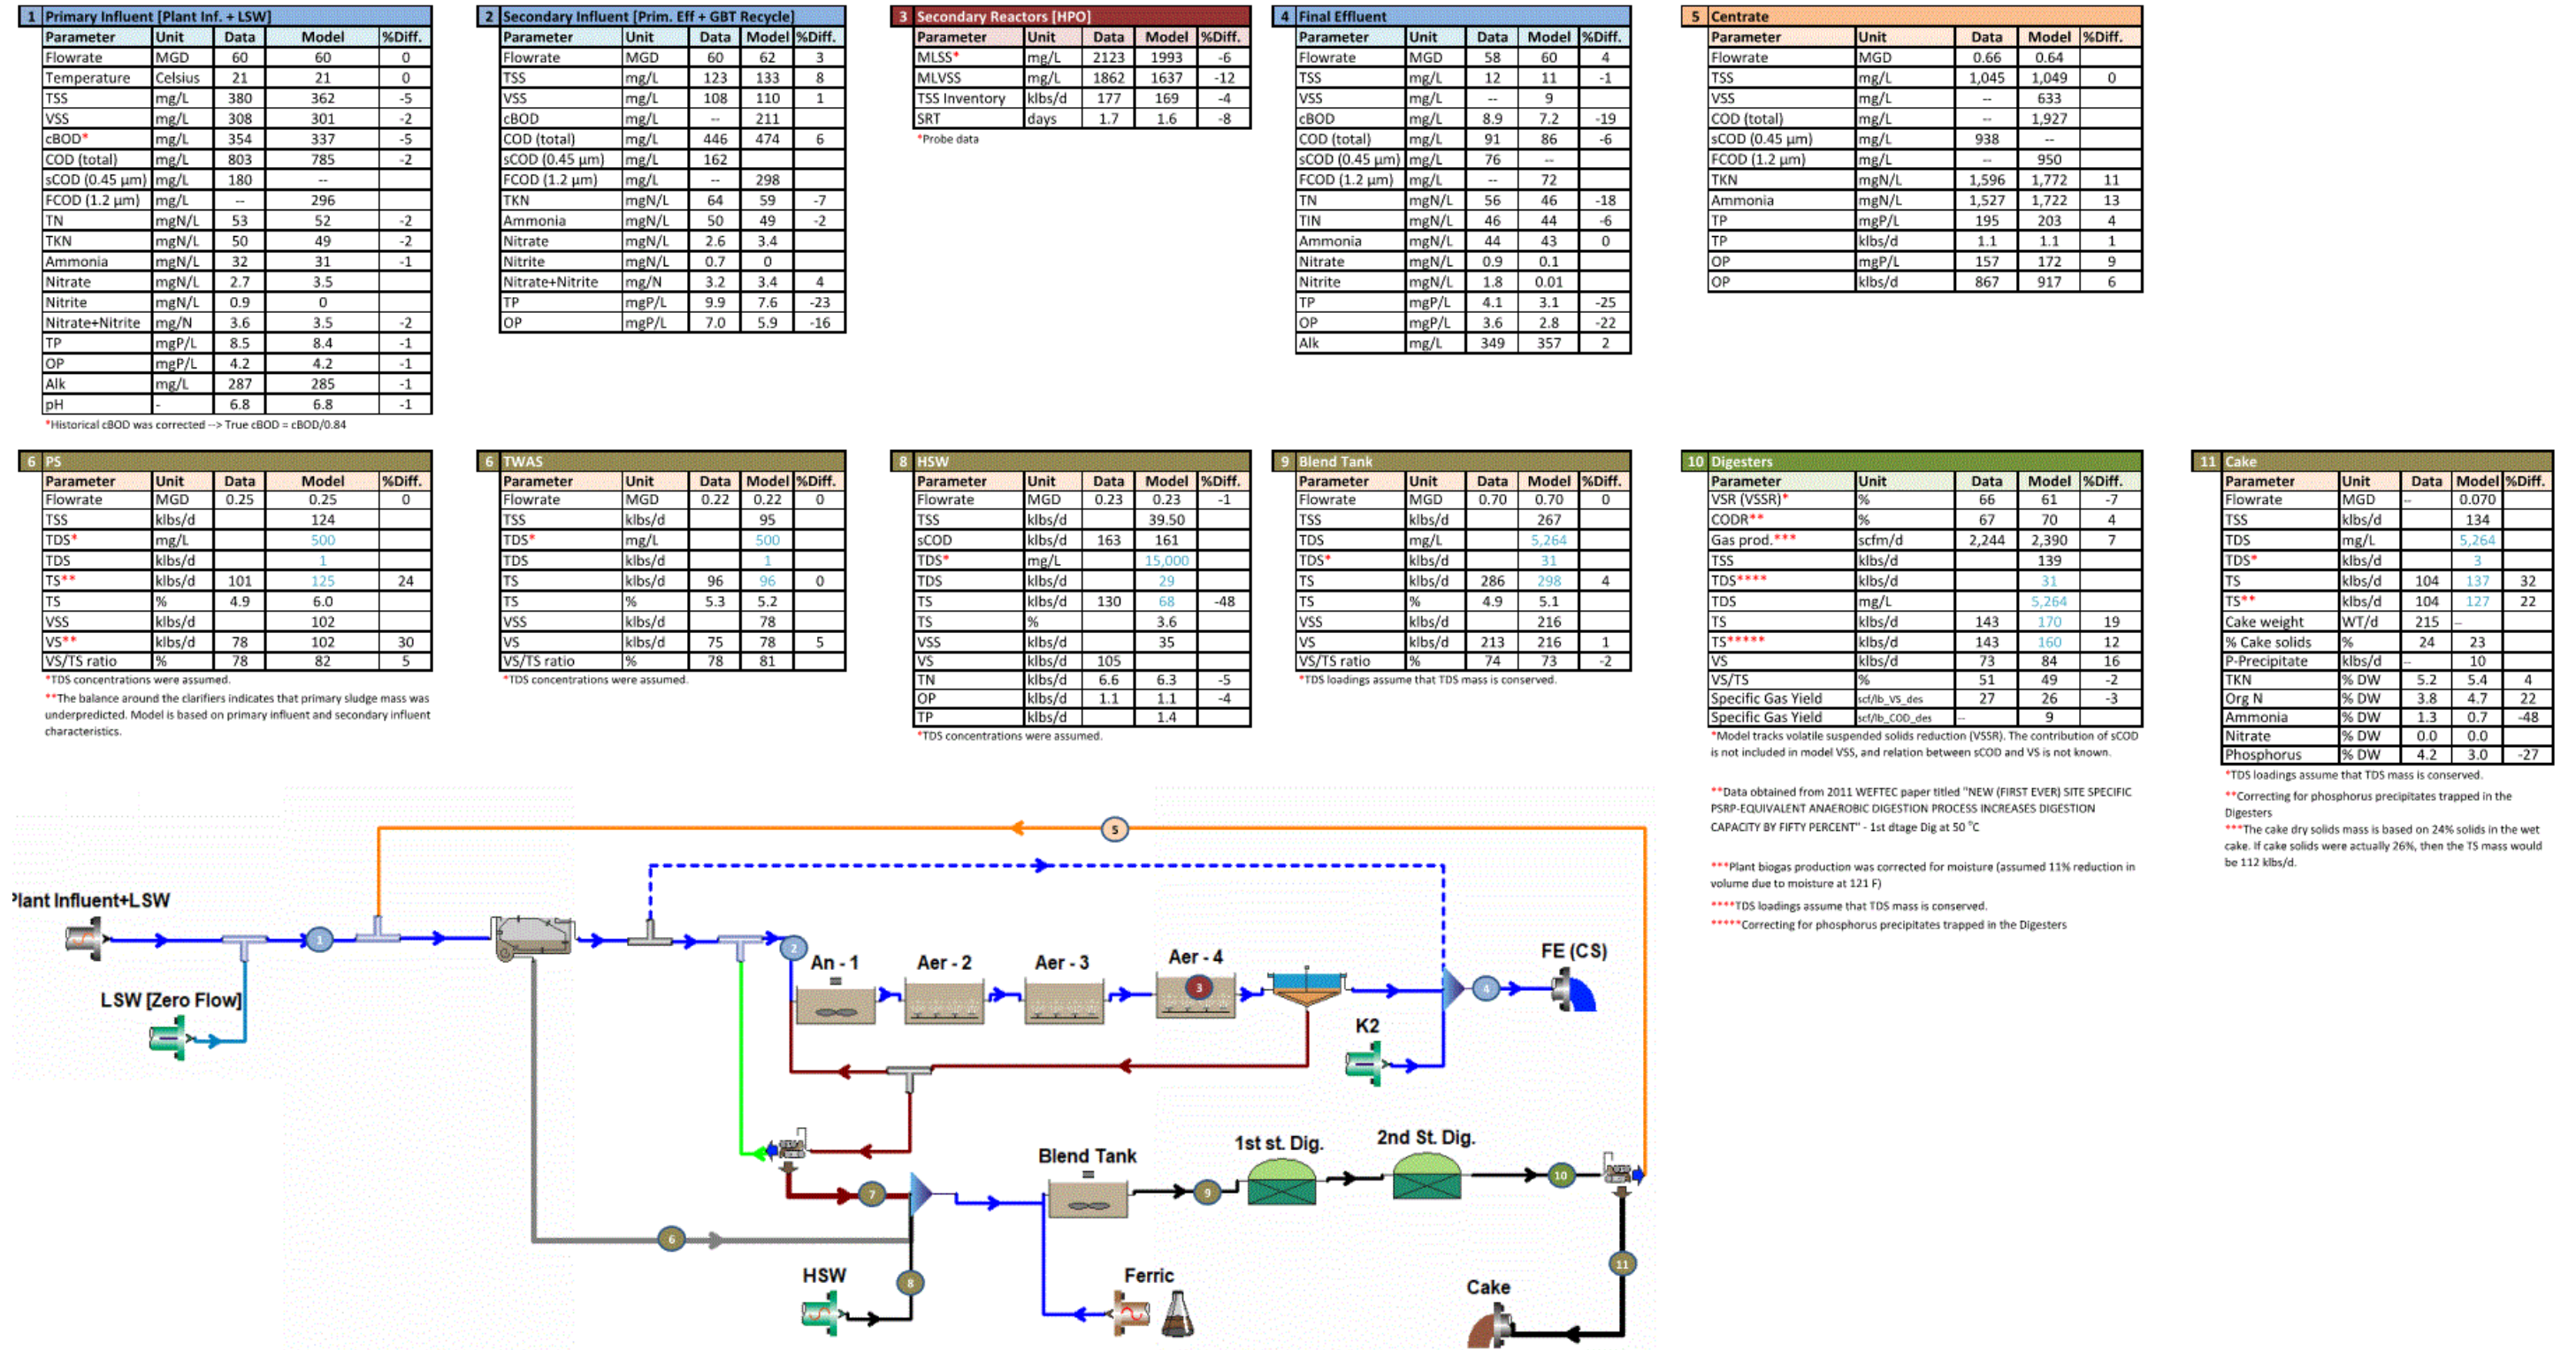 1 Primary Influent [Plant Inf. + LSW]
Parameter Unit Data Model %Diff.
Flowrate MGD 60 60 0
Temperature Celsius 21 21 0
TSS mg/L 380 362 -5
VSS mg/L 308 301 -2
cBOD* mg/L 354 337 -5
COD (total) mg/L 803 785 -2
sCOD (0.45 µm) mg/L 180 --
FCOD (1.2 µm) mg/L -- 296
TN mgN/L 53 52 -2
TKN mgN/L 50 49 -2
Ammonia mgN/L 32 31 -1
Nitrate mgN/L 2.7 3.5
Nitrite mgN/L 0.9 0
Nitrate+Nitrite mg/N 3.6 3.5 -2
TP mgP/L 8.5 8.4 -1
OP mgP/L 4.2 4.2 -1
Alk mg/L 287 285 -1
pH - 6.8 6.8 -1
*Historical cBOD was corrected --> True cBOD = cBOD/0.84
2 Secondary Influent [Prim. Eff + GBT Recycle]
Parameter Unit Data Model %Diff.
Flowrate MGD 60 62 3
TSS mg/L 123 133 8
VSS mg/L 108 110 1
cBOD mg/L -- 211
COD (total) mg/L 446 474 6
sCOD (0.45 µm) mg/L 162
FCOD (1.2 µm) mg/L -- 298
TKN mgN/L 64 59 -7
Ammonia mgN/L 50 49 -2
Nitrate mgN/L 2.6 3.4
Nitrite mgN/L 0.7 0
Nitrate+Nitrite mg/N 3.2 3.4 4
TP mgP/L 9.9 7.6 -23
OP mgP/L 7.0 5.9 -16
3 Secondary Reactors [HPO]
Parameter Unit Data Model %Diff.
MLSS* mg/L 2123 1993 -6
MLVSS mg/L 1862 1637 -12
TSS Inventory klbs/d 177 169 -4
SRT days 1.7 1.6 -8
*Probe data
4 Final Effluent
Parameter Unit Data Model %Diff.
Flowrate MGD 58 60 4
TSS mg/L 12 11 -1
VSS mg/L -- 9
cBOD mg/L 8.9 7.2 -19
COD (total) mg/L 91 86 -6
sCOD (0.45 µm) mg/L 76 --
FCOD (1.2 µm) mg/L -- 72
TN mgN/L 56 46 -18
TIN mgN/L 46 44 -6
Ammonia mgN/L 44 43 0
Nitrate mgN/L 0.9 0.1
Nitrite mgN/L 1.8 0.01
TP mgP/L 4.1 3.1 -25
OP mgP/L 3.6 2.8 -22
Alk mg/L 349 357 2
5 Centrate
Parameter Unit Data Model %Diff.
Flowrate MGD 0.66 0.64
TSS mg/L 1,045 1,049 0
VSS mg/L -- 633
COD (total) mg/L -- 1,927
sCOD (0.45 µm) mg/L 938 --
FCOD (1.2 µm) mg/L -- 950
TKN mgN/L 1,596 1,772 11
Ammonia mgN/L 1,527 1,722 13
TP mgP/L 195 203 4
TP klbs/d 1.1 1.1 1
OP mgP/L 157 172 9
OP klbs/d 867 917 6
6 PS
Parameter Unit Data Model %Diff.
Flowrate MGD 0.25 0.25 0
TSS klbs/d 124
TDS* mg/L 500
TDS klbs/d 1
TS** klbs/d 101 125 24
TS % 4.9 6.0
VSS klbs/d 102
VS** klbs/d 78 102 30
VS/TS ratio % 78 82 5
*TDS concentrations were assumed.
**The balance around the clarifiers indicates that primary sludge mass was
underpredicted. Model is based on primary influent and secondary influent
characteristics.
6 TWAS
Parameter Unit Data Model %Diff.
Flowrate MGD 0.22 0.22 0
TSS klbs/d 95
TDS* mg/L 500
TDS klbs/d 1
TS klbs/d 96 96 0
TS % 5.3 5.2
VSS klbs/d 78
VS klbs/d 75 78 5
VS/TS ratio % 78 81
*TDS concentrations were assumed.
8 HSW
Parameter Unit Data Model %Diff.
Flowrate MGD 0.23 0.23 -1
TSS klbs/d 39.50
sCOD klbs/d 163 161
TDS* mg/L 15,000
TDS klbs/d 29
TS klbs/d 130 68 -48
TS % 3.6
VSS klbs/d 35
VS klbs/d 105
TN klbs/d 6.6 6.3 -5
OP klbs/d 1.1 1.1 -4
TP klbs/d 1.4
*TDS concentrations were assumed.
9 Blend Tank
Parameter Unit Data Model %Diff.
Flowrate MGD 0.70 0.70 0
TSS klbs/d 267
TDS mg/L 5,264
TDS* klbs/d 31
TS klbs/d 286 298 4
TS % 4.9 5.1
VSS klbs/d 216
VS klbs/d 213 216 1
VS/TS ratio % 74 73 -2
*TDS loadings assume that TDS mass is conserved.
10 Digesters
Parameter Unit Data Model %Diff.
VSR (VSSR)* % 66 61 -7
CODR** % 67 70 4
Gas prod.*** scfm/d 2,244 2,390 7
TSS klbs/d 139
TDS**** klbs/d 31
TDS mg/L 5,264
TS klbs/d 143 170 19
TS***** klbs/d 143 160 12
VS klbs/d 73 84 16
VS/TS % 51 49 -2
Specific Gas Yield scf/lb_VS_des 27 26 -3
Specific Gas Yield scf/lb_COD_des -- 9
*Model tracks volatile suspended solids reduction (VSSR). The contribution of sCOD
is not included in model VSS, and relation between sCOD and VS is not known.
**Data obtained from 2011 WEFTEC paper titled "NEW (FIRST EVER) SITE SPECIFIC
PSRP-EQUIVALENT ANAEROBIC DIGESTION PROCESS INCREASES DIGESTION
CAPACITY BY FIFTY PERCENT" - 1st dtage Dig at 50 °C
***Plant biogas production was corrected for moisture (assumed 11% reduction in
volume due to moisture at 121 F)
****TDS loadings assume that TDS mass is conserved.
*****Correcting for phosphorus precipitates trapped in the Digesters
11 Cake
Parameter Unit Data Model %Diff.
Flowrate MGD -- 0.070
TSS klbs/d 134
TDS mg/L 5,264
TDS* klbs/d 3
TS klbs/d 104 137 32
TS** klbs/d 104 127 22
Cake weight WT/d 215 --
% Cake solids % 24 23
P-Precipitate klbs/d -- 10
TKN % DW 5.2 5.4 4
Org N % DW 3.8 4.7 22
Ammonia % DW 1.3 0.7 -48
Nitrate % DW 0.0 0.0
Phosphorus % DW 4.2 3.0 -27
*TDS loadings assume that TDS mass is conserved.
**Correcting for phosphorus precipitates trapped in the
Digesters
***The cake dry solids mass is based on 24% solids in the wet
cake. If cake solids were actually 26%, then the TS mass would
be 112 klbs/d.
5
Plant Influent+LSW
1
2
LSW [Zero Flow]
An - 1
Aer - 2
Aer - 3
Aer - 4
3
4
FE (CS)
K2
Blend Tank
1st st. Dig.
2nd St. Dig.
7
9
10
6
8
11
HSW
Ferric
Cake